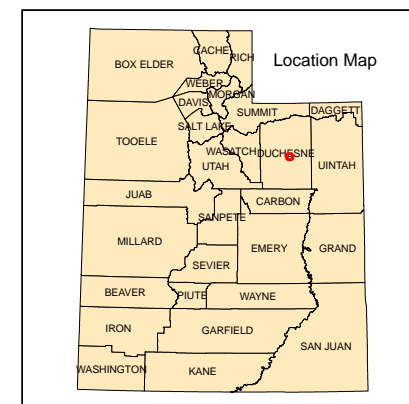 CACHE
RICH
BOX ELDER
Location Map
WEBER
MORGAN
DAVIS
SUMMIT
DAGGETT
SALT LAKE
TOOELE
WASATCH
DUCHESNE
UTAH
UINTAH
JUAB
CARBON
SANPETE
MILLARD
EMERY
GRAND
SEVIER
BEAVER
PIUTE
WAYNE
IRON
GARFIELD
SAN JUAN
WASHINGTON
KANE